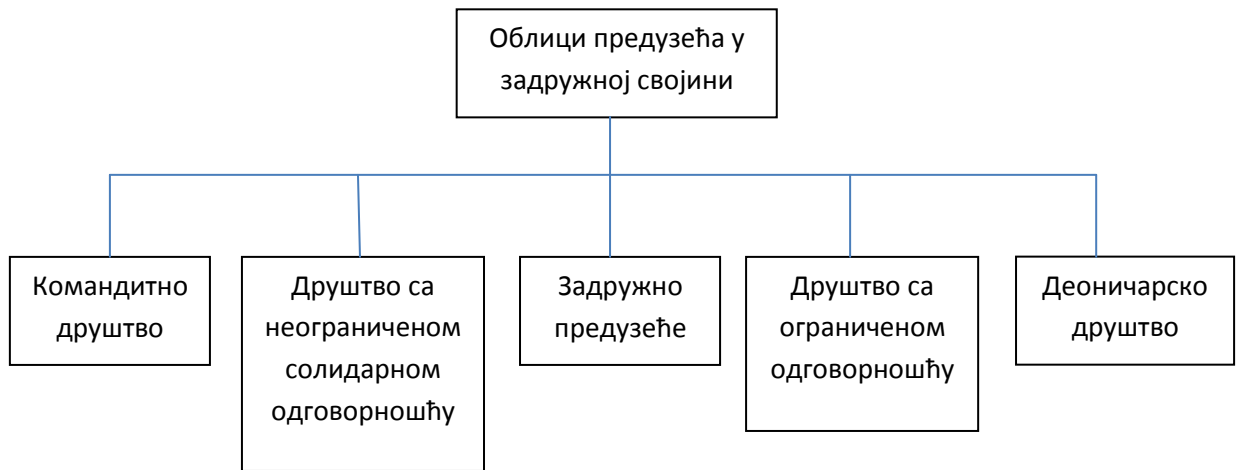 Облици предузећа у
задружној својини
Командитно
друштво
Друштво са
неограниченом
солидарном
одговорношћу
Задружно
предузеће
Друштво са
ограниченом
одговорношћу
Деоничарско
друштво